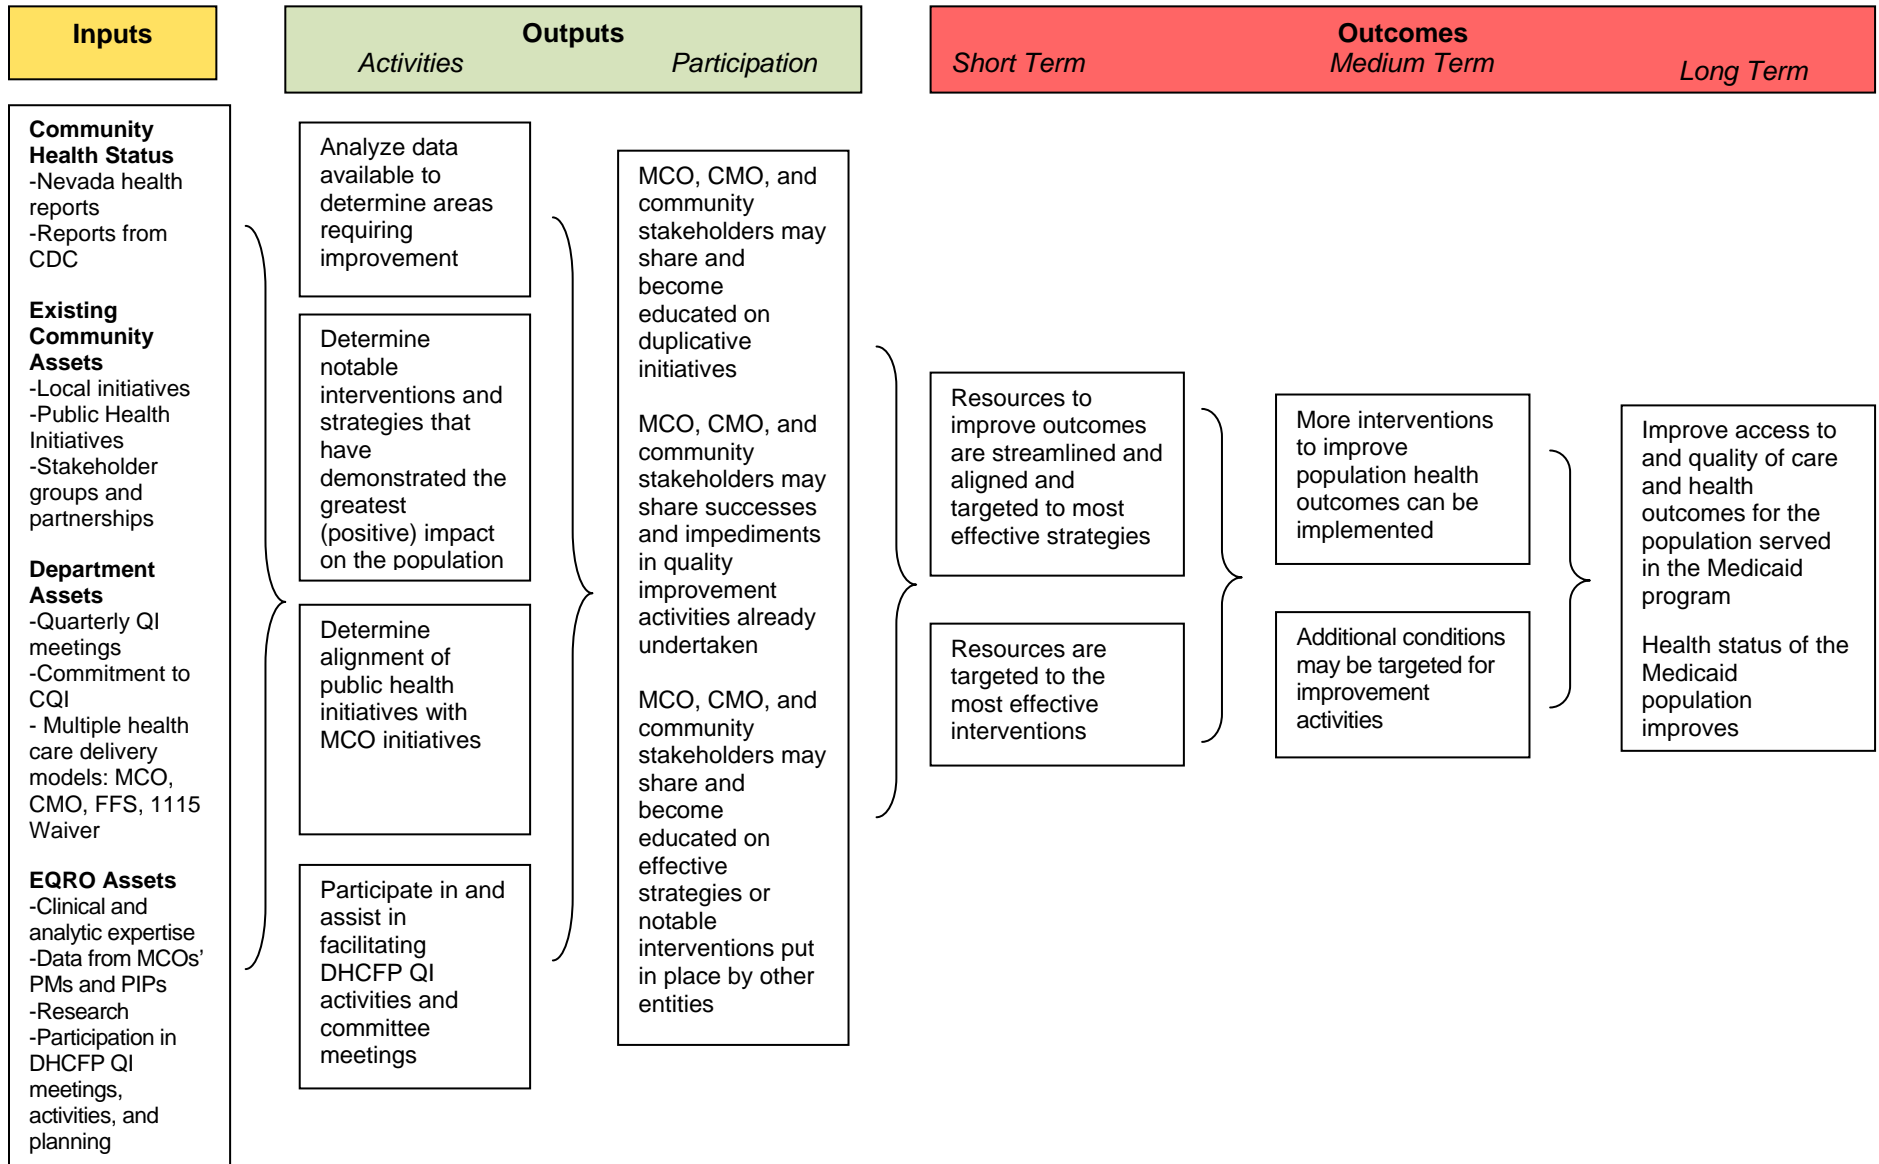 Inputs
Outputs
Activities
Participation
Outcomes
Short Term
Medium Term
Long Term
Community
Health Status
-Nevada health
reports
-Reports from
CDC
Existing
Community
Assets
-Local initiatives
-Public Health
Initiatives
-Stakeholder
groups and
partnerships
Department
Assets
-Quarterly QI
meetings
-Commitment to
CQI
- Multiple health
care delivery
models: MCO,
CMO, FFS, 1115
Waiver
EQRO Assets
-Clinical and
analytic expertise
-Data from MCOs’
PMs and PIPs
-Research
-Participation in
DHCFP QI
meetings,
activities, and
planning
Analyze data
available to
determine areas
requiring
improvement
Determine
notable
interventions and
strategies that
have
demonstrated the
greatest
(positive) impact
on the population
Determine
alignment of
public health
initiatives with
MCO initiatives
Participate in and
assist in
facilitating
DHCFP QI
activities and
committee
meetings
MCO, CMO, and
community
stakeholders may
share and
become
educated on
duplicative
initiatives
MCO, CMO, and
community
stakeholders may
share successes
and impediments
in quality
improvement
activities already
undertaken
MCO, CMO, and
community
stakeholders may
share and
become
educated on
effective
strategies or
notable
interventions put
in place by other
entities
Resources to
improve outcomes
are streamlined and
aligned and
targeted to most
effective strategies
Resources are
targeted to the
most effective
interventions
More interventions
to improve
population health
outcomes can be
implemented
Additional conditions
may be targeted for
improvement
activities
Improve access to
and quality of care
and health
outcomes for the
population served
in the Medicaid
program
Health status of the
Medicaid
population
improves